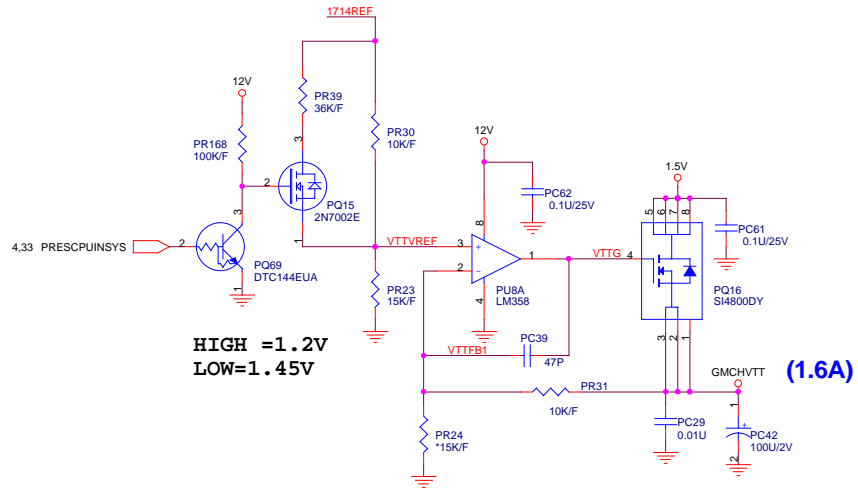 1714REF
12V
PR39
36K/F
PR168
100K/F
3
2
PQ15
2N7002E
1
PR30
10K/F
12V
PC62
0.1U/25V
1.5V
5
6
7
8
PC61
0.1U/25V
4,33 PRESCPUINSYS
2
3
1
PQ69
DTC144EUA
VTTVREF
3
2
+
-
8
1
4
PU8A
LM358
VTTG
4
PQ16
SI4800DY
3
2
1
PR23
15K/F
HIGH =1.2V
LOW=1.45V
VTTFB1
PC39
47P
PR31
10K/F
GMCHVTT
(1.6A)
PR24
*15K/F
PC29
0.01U
1
+
2
PC42
100U/2V